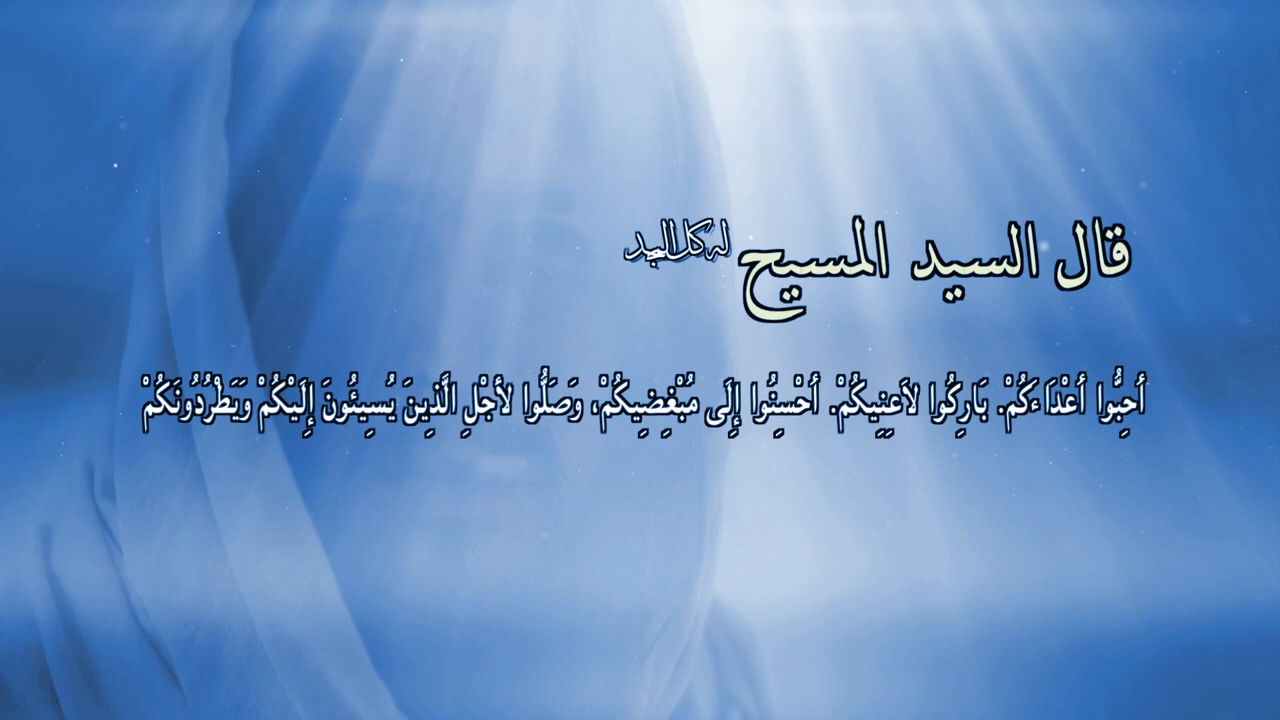 قال السيد المسيح له كل المجد
أَحِبُّوا أَعْدَاءَكُمْ. بَارِكُوا لاَعِنِيكُمْ. أَحْسِنُوا إِلَى مُبْغِضِيكُمْ، وَصَلُّوا لأَجْلِ الَّذِينَ يُسِيئُونَ إِلَيْكُمْ وَيَطْرُدُونَكُمْ